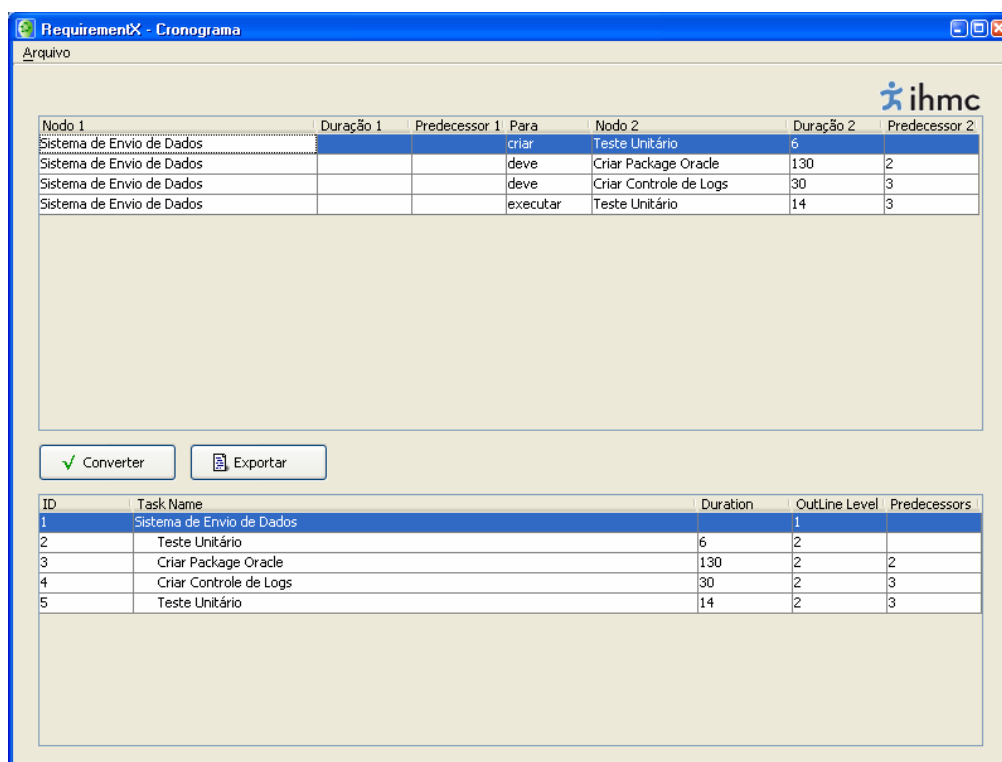 RequirementX - Cronograma
Arquivo
ihmc
Nodo 1 Duração 1 Predecessor 1 Para Nodo 2 Duração 2 Predecessor 2
Sistema de Envio de Dados criar Teste Unitário 6
Sistema de Envio de Dados deve Criar Package Oracle 130 2
Sistema de Envio de Dados deve Criar Controle de Logs 30 3
Sistema de Envio de Dados executar Teste Unitário 14 3
Converter Exportar
ID Task Name Duration OutLine Level Predecessors
1 Sistema de Envio de Dados 1
2 Teste Unitário 6 2
3 Criar Package Oracle 130 2 2
4 Criar Controle de Logs 30 2 3
5 Teste Unitário 14 2 3